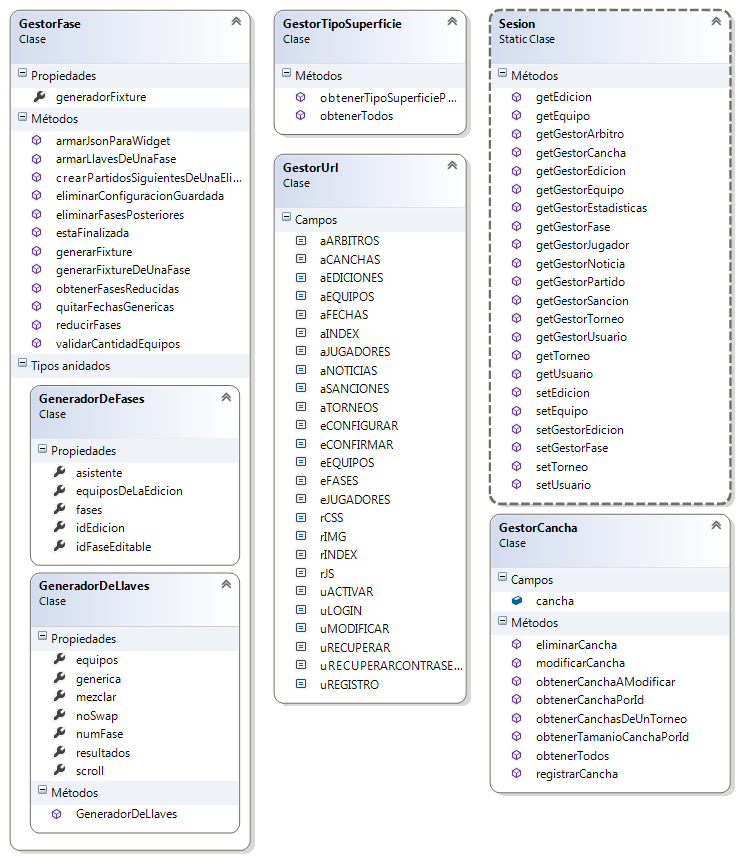 GestorFase
Clase
Propiedades
generadorFixture
Métodos
armarJsonParaWidget
armarLlavesDeUnaFase
crearPartidosSiguientesDeUnaEli...
eliminarConfiguracionGuardada
eliminarFasesPosteriores
estaFinalizada
generarFixture
generarFixtureDeUnaFase
obtenerFasesReducidas
quitarFechasGenericas
reducirFases
validarCantidadEquipos
Tipos anidados
GeneradorDeFases
Clase
Propiedades
asistente
equiposDeLaEdicion
fases
idEdicion
idFaseEditable
GeneradorDeLlaves
Clase
Propiedades
equipos
generica
mezclar
noSwap
numFase
resultados
scroll
Métodos
GeneradorDeLlaves
GestorTipoSuperficie
Clase
Métodos
obtenerTipoSuperficieP...
obtenerTodos
GestorUrl
Clase
Campos
aARBITROS
aCANCHAS
aEDICIONES
aEQUIPOS
aFECHAS
aINDEX
aJUGADORES
aNOTICIAS
aSANCIONES
aTORNEOS
eCONFIGURAR
eCONFIRMAR
eEQUIPOS
eFASES
eJUGADORES
rCSS
rIMG
rINDEX
rJS
uACTIVAR
uLOGIN
uMODIFICAR
uRECUPERAR
uRECUPERARCONTRASE...
uREGISTRO
Sesion
Static Clase
Métodos
getEdicion
getEquipo
getGestorArbitro
getGestorCancha
getGestorEdicion
getGestorEquipo
getGestorEstadisticas
getGestorFase
getGestorJugador
getGestorNoticia
getGestorPartido
getGestorSancion
getGestorTorneo
getGestorUsuario
getTorneo
getUsuario
setEdicion
setEquipo
setGestorEdicion
setGestorFase
setTorneo
setUsuario
GestorCancha
Clase
Campos
cancha
Métodos
eliminarCancha
modificarCancha
obtenerCanchaAModificar
obtenerCanchaPorId
obtenerCanchasDeUnTorneo
obtenerTamanioCanchaPorId
obtenerTodos
registrarCancha